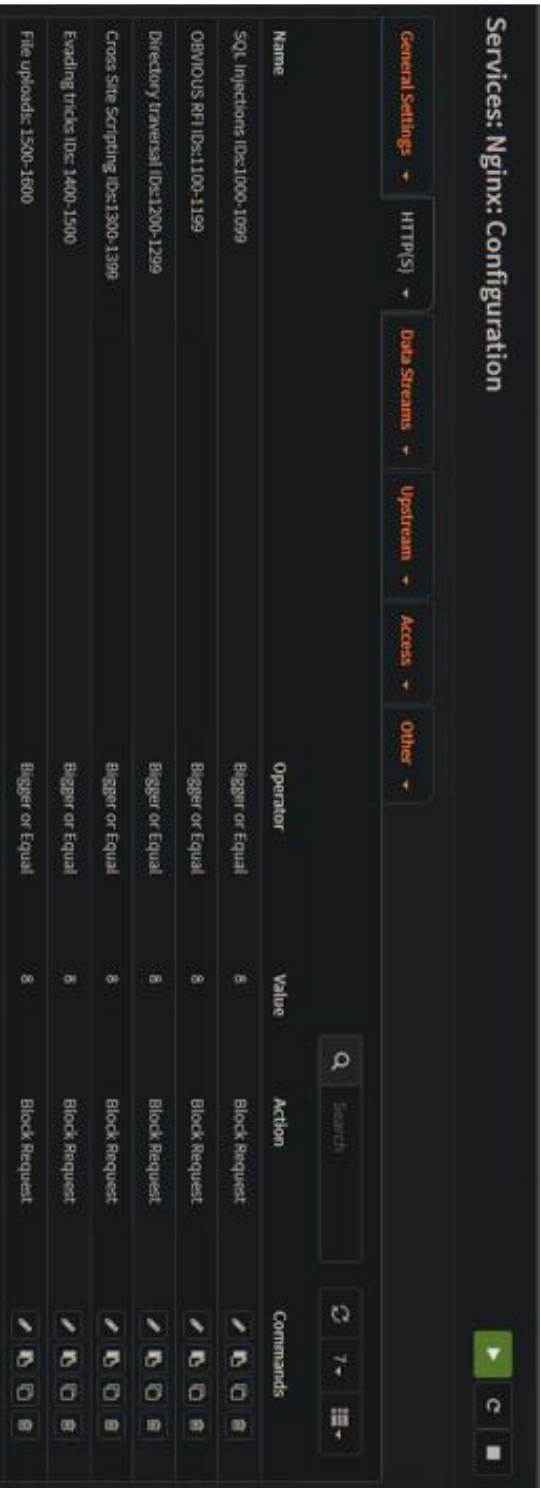 Services: Nginx: Configuration
General Settings HTTP(S) Data Streams Upstream Access Other
Search 7
Name Operator Value Action Commands
SQL Injections IDs:1000-1099 Bigger or Equal 8 Block Request
OBVIOUS RFI IDs:1100-1199 Bigger or Equal 8 Block Request
Directory traversal IDs:1200-1299 Bigger or Equal 8 Block Request
Cross Site Scripting IDs:1300-1399 Bigger or Equal 8 Block Request
Evading tricks IDs: 1400-1500 Bigger or Equal 8 Block Request
File uploads: 1500-1600 Bigger or Equal 8 Block Request